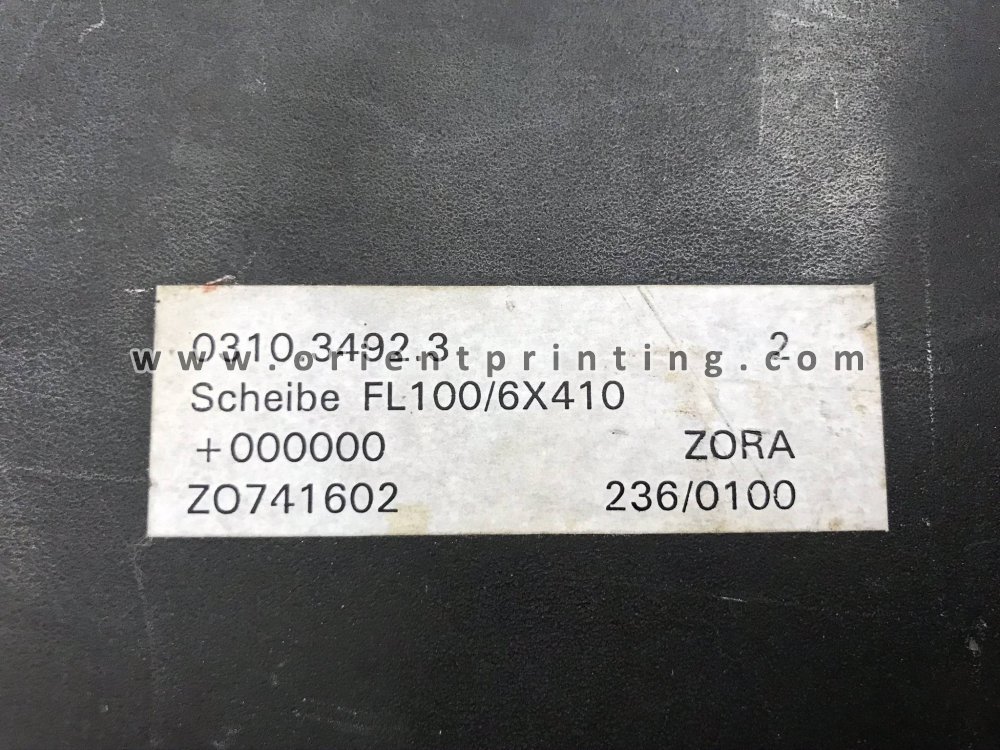 0310.3492.3 2
www.orientprinting.com
Scheibe FL100/6X410
+000000 ZORA
ZO741602 236/0100